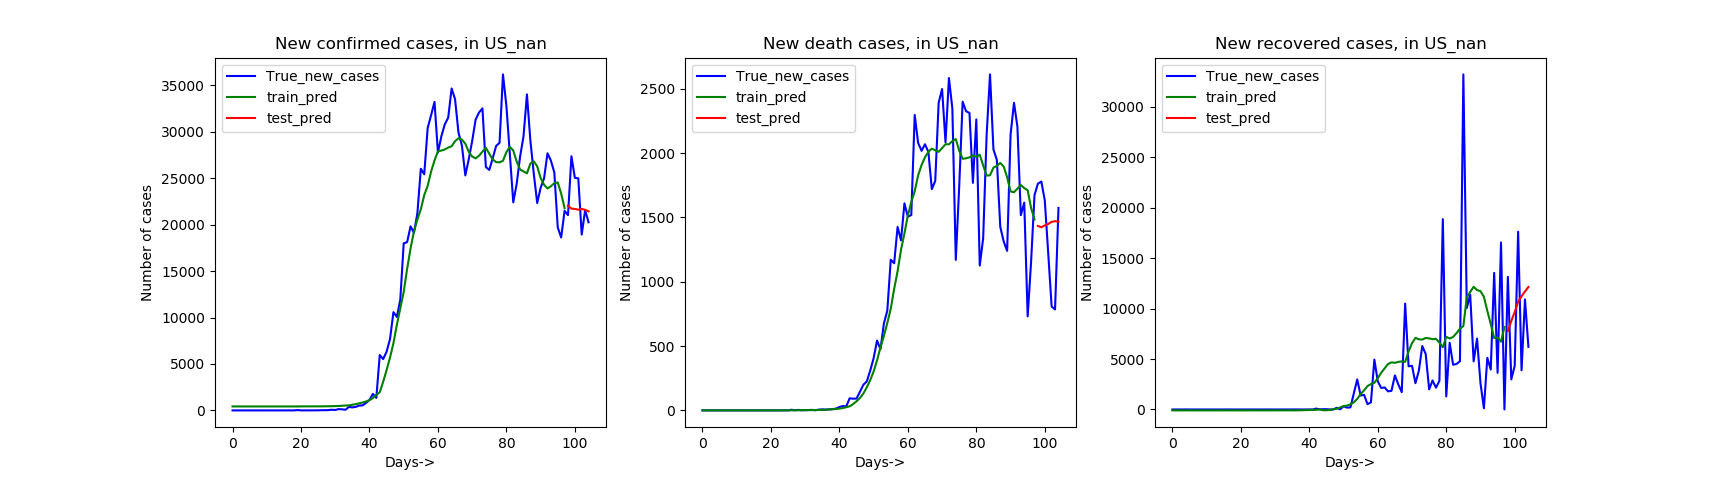 New confirmed cases, in US_nan
True_new_cases
train_pred
test_pred
Number of cases
35000
30000
25000
20000
15000
10000
5000
0
0 20 40 60 80 100
Days->
New death cases, in US_nan
True_new_cases
train_pred
test_pred
Number of cases
2500
2000
1500
1000
500
0
0 20 40 60 80 100
Days->
New recovered cases, in US_nan
True_new_cases
train_pred
test_pred
Number of cases
30000
25000
20000
15000
10000
5000
0
0 20 40 60 80 100
Days->